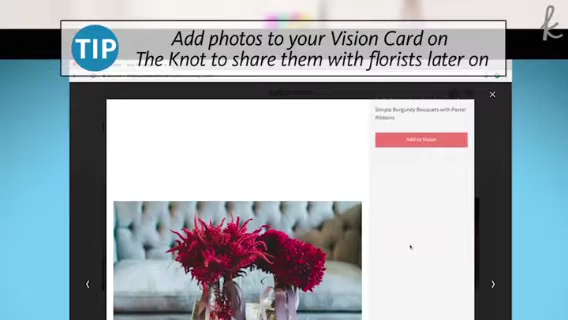 TIP
Add photos to your Vision Card on
The Knot to share them with florists later on
Simple Burgundy Bouquets with Pastel
Ribbons
Add to Vision
k